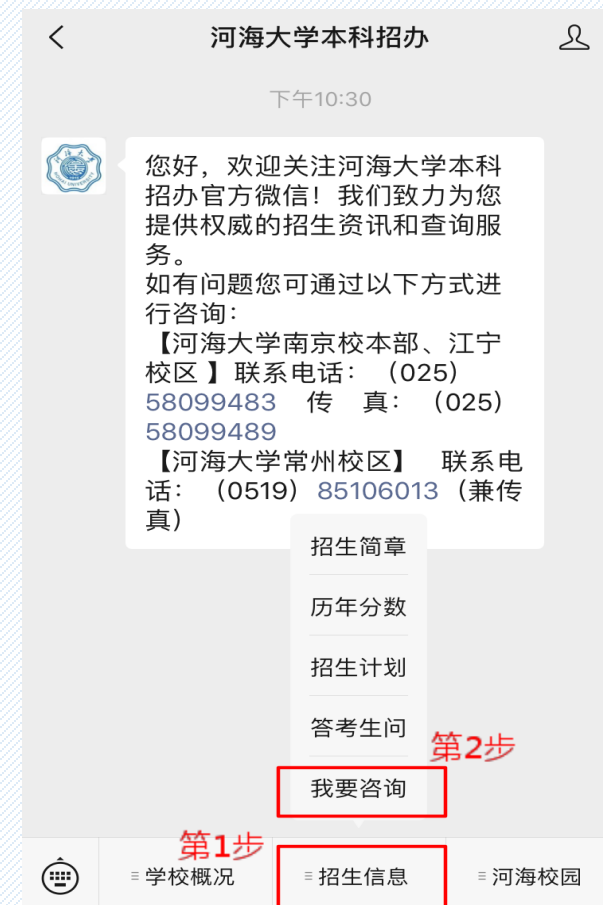 河海大学本科招办
下午10:30
您好，欢迎关注河海大学本科
招办官方微信！我们致力为您
提供权威的招生资讯和查询服
务。
如有问题您可通过以下方式进
行咨询：
【河海大学南京校本部、江宁
校区 】联系电话： （025）
58099483 传 真： （025）
58099489
【河海大学常州校区】 联系电
话： （0519）85106013（兼传
真）
招生简章
历年分数
招生计划
答考生问
第2步
我要咨询
第1步
学校概况
招生信息
河海校园